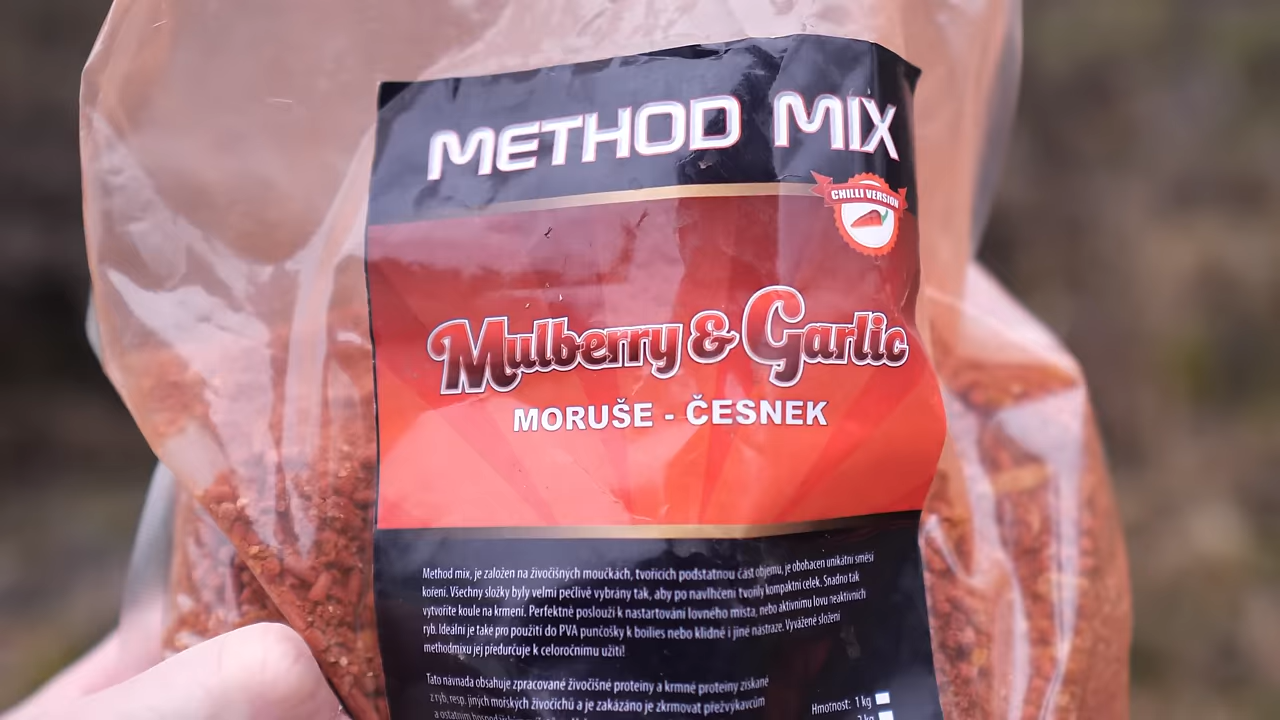 METHOD MIX
CHILLI VERSION
Mulberry & Garlic
MORUŠE - ČESNEK
Method mix, je založen na živočišných moučkách, tvořících podstatnou část objemu, je obohacen unikátní směsí
koření. Všechny složky byly velmi pečlivě vybrány tak, aby po navlhčení tvořily kompaktní celek. Snadno tak
vytvoříte koule na krmení. Perfektně poslouží k nastartování lovného místa, nebo aktivnímu lovu neaktivních
ryb. Ideální je také pro použití do PVA punčošky k boilies nebo klidně i jiné nástraze. Vyvážené složení
methodmixu jej předurčuje k celoročnímu užití!
Tato návnada obsahuje zpracované živočišné proteiny a krmné proteiny získané
z ryb, resp. jiných mořských živočichů a je zakázáno je zkrmovat přežvýkavcům
Hmotnost: 1 kg
a ostatním